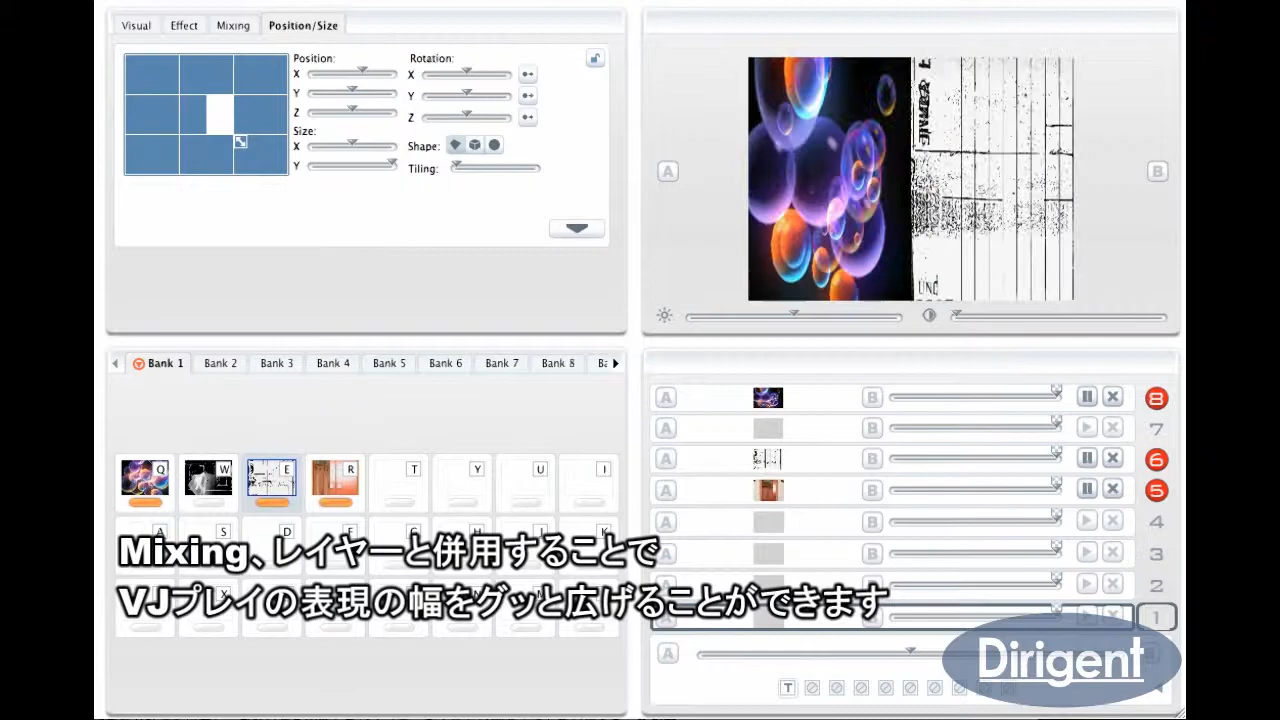 Visual Effect Mixing Position/Size
Position:
X
Y
Z
Size:
X
Y
Rotation:
X
Y
Z
Shape:
Tiling:
A
B
Bank 1 Bank 2 Bank 3 Bank 4 Bank 5 Bank 6 Bank 7 Bank 8
Q W E R T Y U I
A S D F G H J K
Mixing、レイヤーと併用することで
VJプレイの表現の幅をグッと広げることができます
A B 8
A B 7
A B 6
A B 5
A B 4
A B 3
A B 2
A B 1
A
T
Dirigent